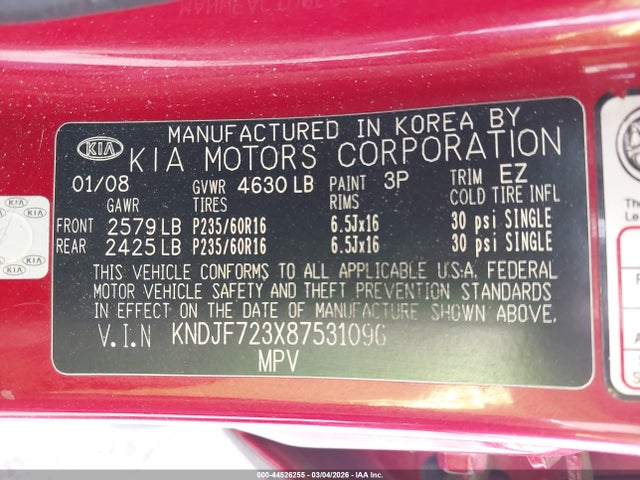 MANUFACTURED IN KOREA BY
KIA KIA MOTORS CORPORATION
01/08 GVWR 4630 LB PAINT 3P TRIM EZ
GAWR TIRES RIMS COLD TIRE INFL
FRONT 2579 LB P235/60R16 6.5Jx16 30 psi SINGLE
REAR 2425 LB P235/60R16 6.5Jx16 30 psi SINGLE
THIS VEHICLE CONFORMS TO ALL APPLICABLE U.S.A. FEDERAL
MOTOR VEHICLE SAFETY AND THEFT PREVENTION STANDARDS
IN EFFECT ON THE DATE OF MANUFACTURE SHOWN ABOVE.
V.I.N KNDJF723X87531096
MPV
000-44526255 - 03/04/2026 - IAA Inc.